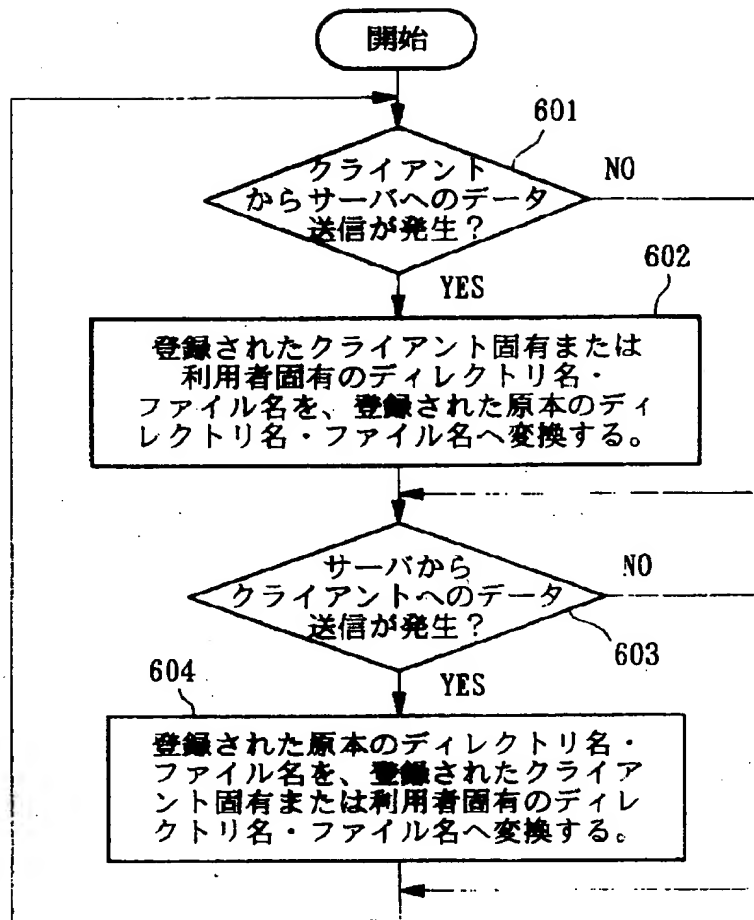 開始
601
クライアント
からサーバへのデータ
送信が発生?
NO
YES
602
登録されたクライアント固有または
利用者固有のディレクトリ名・
ファイル名を、登録された原本のディ
レクトリ名・ファイル名へ変換する。
サーバから
クライアントへのデータ
送信が発生?
NO
603
YES
604
登録された原本のディレクトリ名・
ファイル名を、登録されたクライア
ント固有または利用者固有のディレ
クトリ名・ファイル名へ変換する。